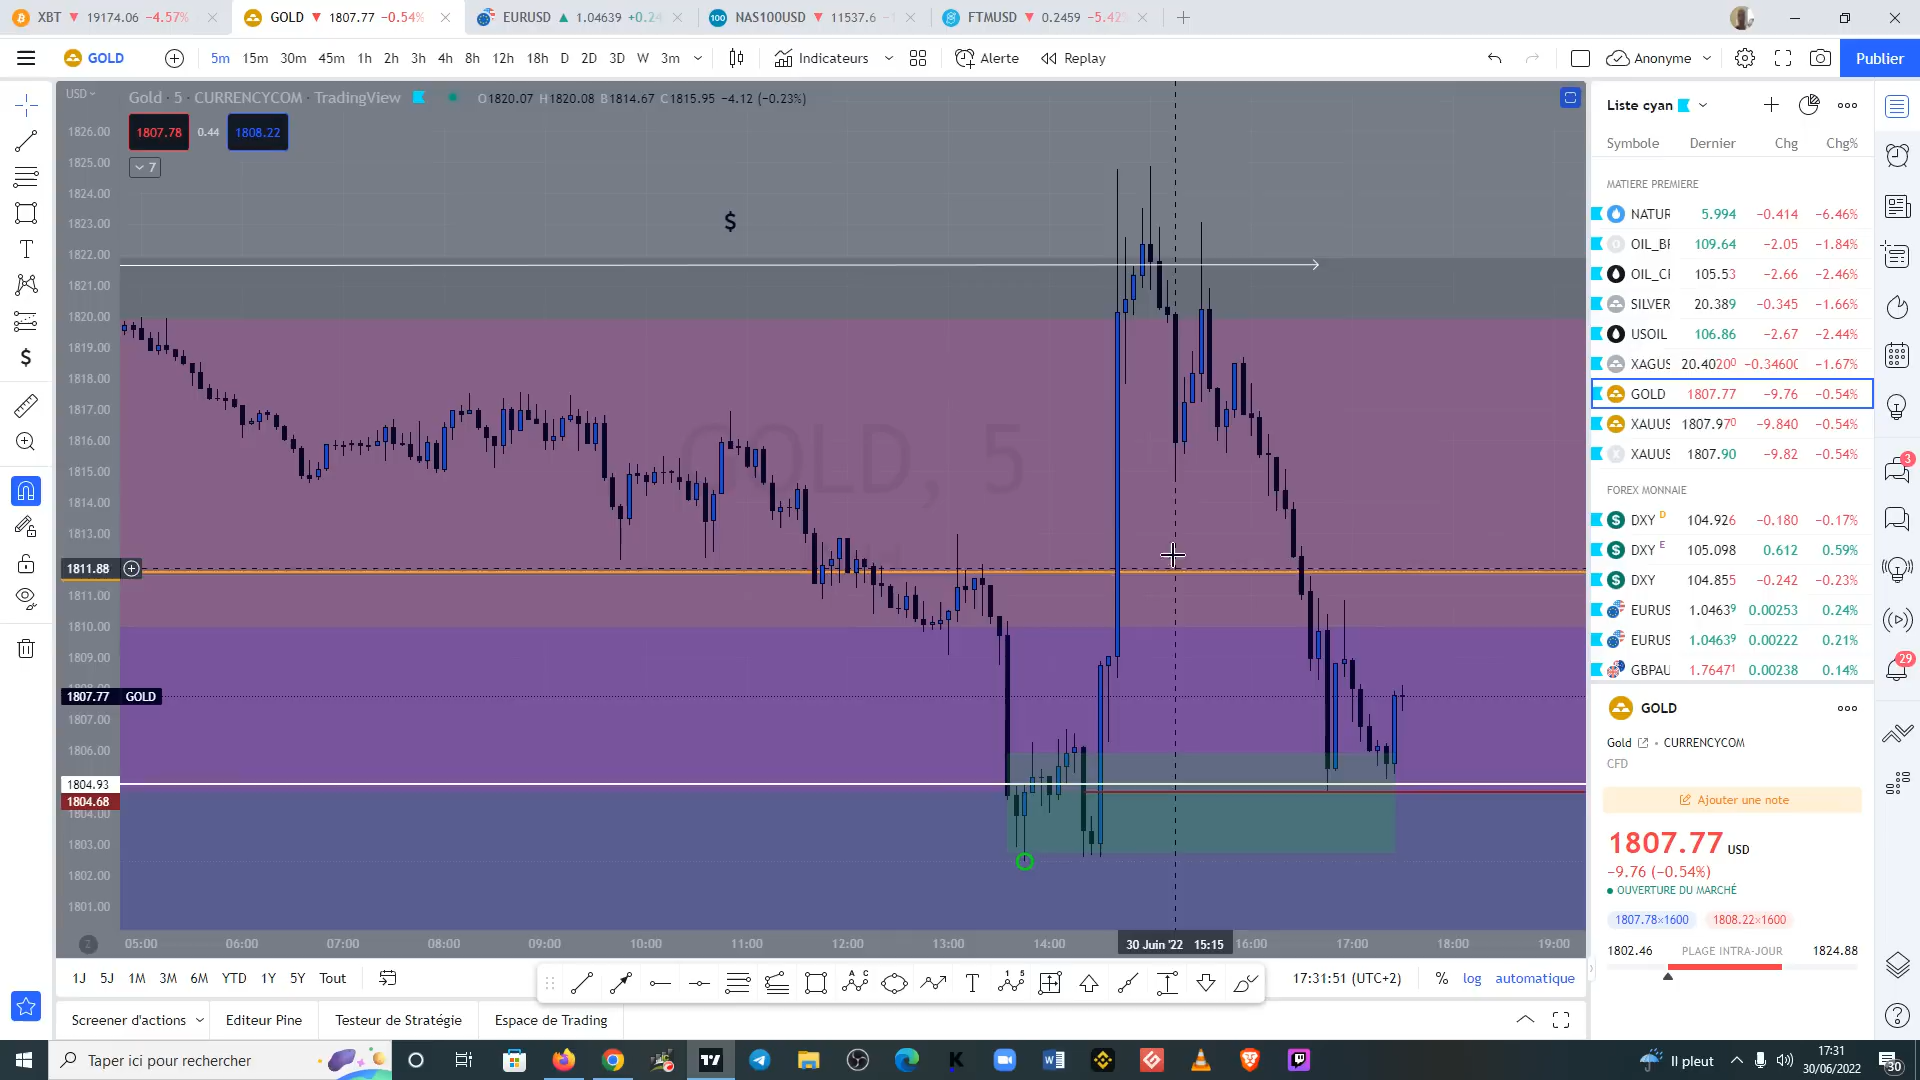 XBT ▼ 19174.06 −4.57%
GOLD ▼ 1807.77 −0.54%
EURUSD ▲ 1.04639
NAS100USD ▼ 11537.6
FTMUSD ▼ 0.2459 −5.42
GOLD 5m 15m 30m 45m 1h 2h 3h 4h 8h 12h 18h D 2D 3D W 3m Indicateurs Alerte Replay Anonyme Publier
USD
Gold · 5 · CURRENCYCOM · TradingView O1820.07 H1820.08 B1814.67 C1815.95 −4.12 (−0.23%)
1807.78 0.44 1808.22
7
$
GOLD, 5
1826.00
1825.00
1824.00
1823.00
1822.00
1821.00
1820.00
1819.00
1818.00
1817.00
1816.00
1815.00
1814.00
1813.00
1811.88
1811.00
1810.00
1809.00
1807.77 GOLD
1807.00
1806.00
1804.93
1804.68
1804.00
1803.00
1802.00
1801.00
Z 05:00 06:00 07:00 08:00 09:00 10:00 11:00 12:00 13:00 14:00 30 Juin '22 15:15 16:00 17:00 18:00 19:00
1J 5J 1M 3M 6M YTD 1Y 5Y Tout
17:31:51 (UTC+2) % log automatique
Screener d'actions Editeur Pine Testeur de Stratégie Espace de Trading
Liste cyan
Symbole Dernier Chg Chg%
MATIERE PREMIERE
NATUR 5.994 −0.414 −6.46%
OIL_BF 109.64 −2.05 −1.84%
OIL_CF 105.53 −2.66 −2.46%
SILVER 20.389 −0.345 −1.66%
USOIL 106.86 −2.67 −2.44%
XAGUS 20.40200 −0.3460 −1.67%
GOLD 1807.77 −9.76 −0.54%
XAUUS 1807.970 −9.840 −0.54%
XAUUS 1807.90 −9.82 −0.54%
FOREX MONNAIE
DXY D 104.926 −0.180 −0.17%
DXY E 105.098 0.612 0.59%
DXY 104.855 −0.242 −0.23%
EURUS 1.04639 0.00253 0.24%
EURUS 1.04639 0.00222 0.21%
GBPAU 1.76471 0.00238 0.14%
GOLD
Gold • CURRENCYCOM
CFD
Ajouter une note
1807.77 USD
−9.76 (−0.54%)
OUVERTURE DU MARCHÉ
1807.78×1600 1808.22×1600
1802.46 PLAGE INTRA-JOUR 1824.88
3
29
Taper ici pour rechercher
Il pleut
17:31
30/06/2022
30